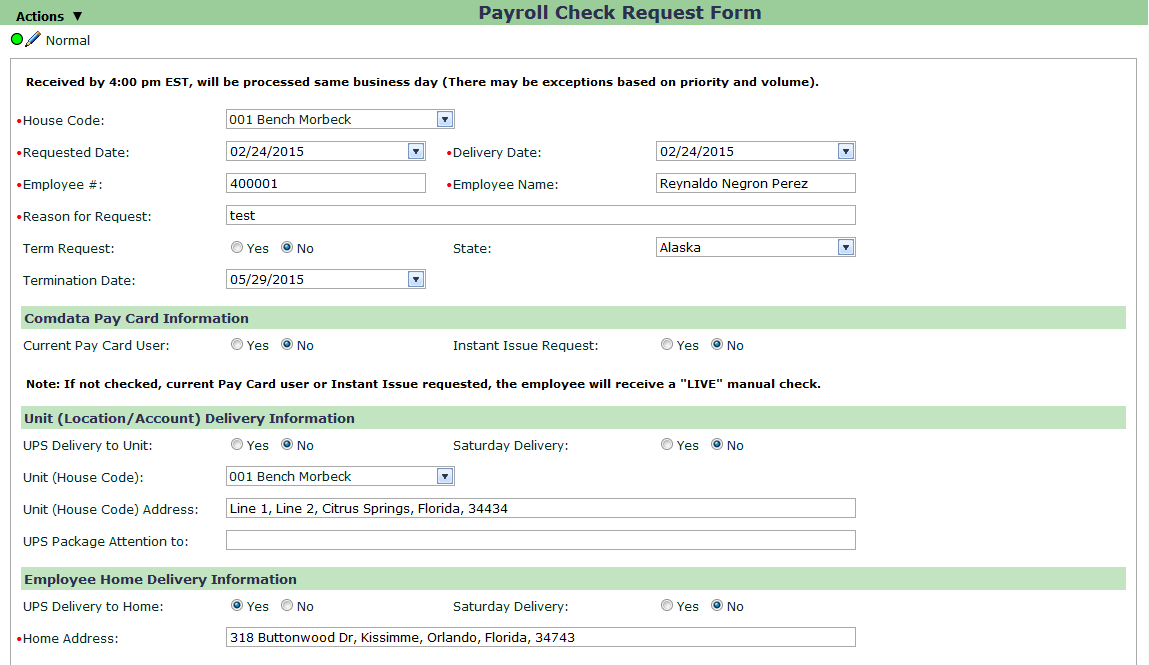 Actions ▼ Payroll Check Request Form
Normal
Received by 4:00 pm EST, will be processed same business day (There may be exceptions based on priority and volume).
•House Code: 001 Bench Morbeck
•Requested Date: 02/24/2015 •Delivery Date: 02/24/2015
•Employee #: 400001 •Employee Name: Reynaldo Negron Perez
•Reason for Request: test
Term Request: Yes No State: Alaska
Termination Date: 05/29/2015
Comdata Pay Card Information
Current Pay Card User: Yes No Instant Issue Request: Yes No
Note: If not checked, current Pay Card user or Instant Issue requested, the employee will receive a "LIVE" manual check.
Unit (Location/Account) Delivery Information
UPS Delivery to Unit: Yes No Saturday Delivery: Yes No
Unit (House Code): 001 Bench Morbeck
Unit (House Code) Address: Line 1, Line 2, Citrus Springs, Florida, 34434
UPS Package Attention to:
Employee Home Delivery Information
UPS Delivery to Home: Yes No Saturday Delivery: Yes No
•Home Address: 318 Buttonwood Dr, Kissimme, Orlando, Florida, 34743